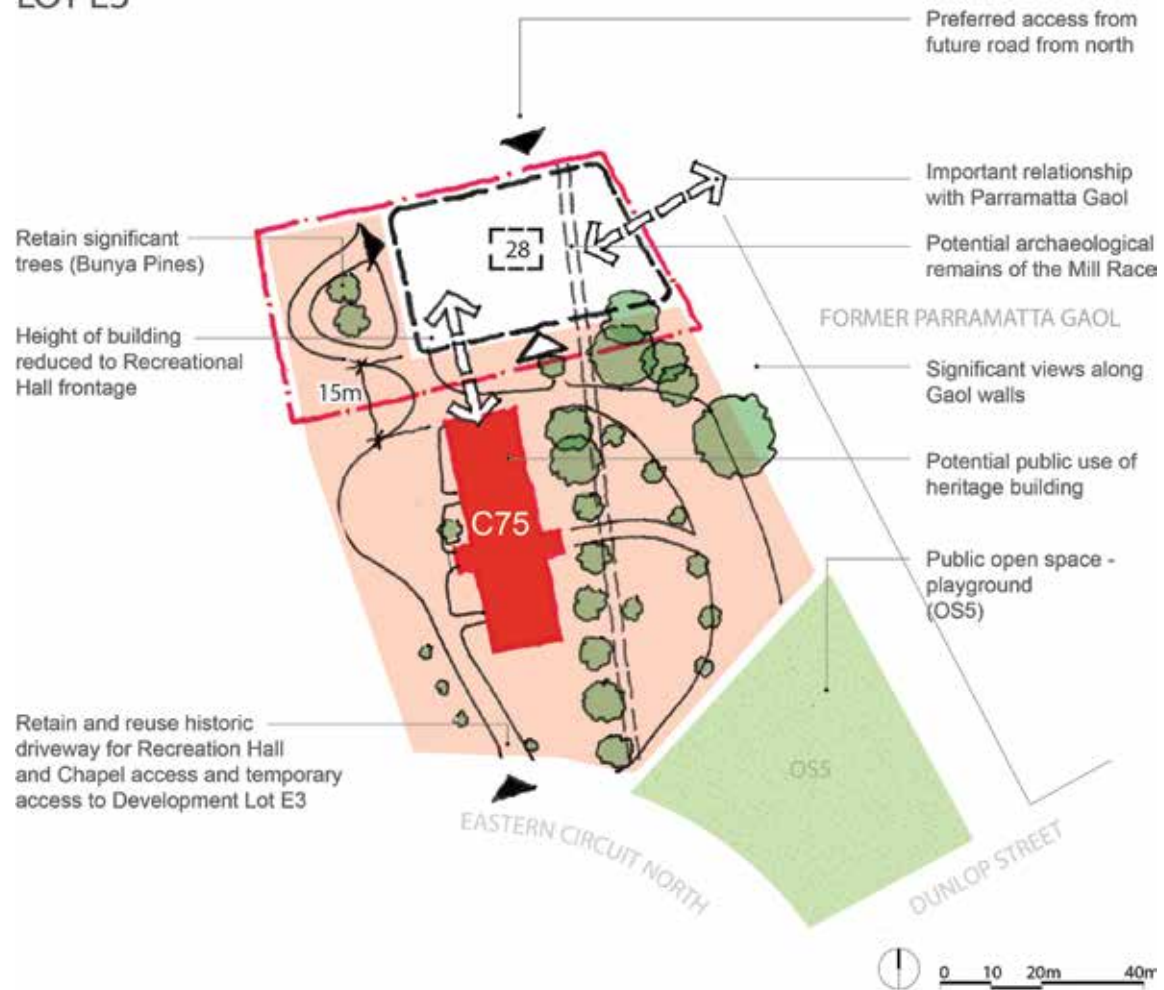 LOT E3
Preferred access from
future road from north
Important relationship
with Parramatta Gaol
Retain significant
trees (Bunya Pines)
28
Potential archaeological
remains of the Mill Race
FORMER PARRAMATTA GAOL
Height of building
reduced to Recreational
Hall frontage
15m
Significant views along
Gaol walls
Potential public use of
heritage building
C75
Public open space -
playground
(OS5)
Retain and reuse historic
driveway for Recreation Hall
and Chapel access and temporary
access to Development Lot E3
OS5
EASTERN CIRCUIT NORTH
DUNLOP STREET
0 10 20m 40m